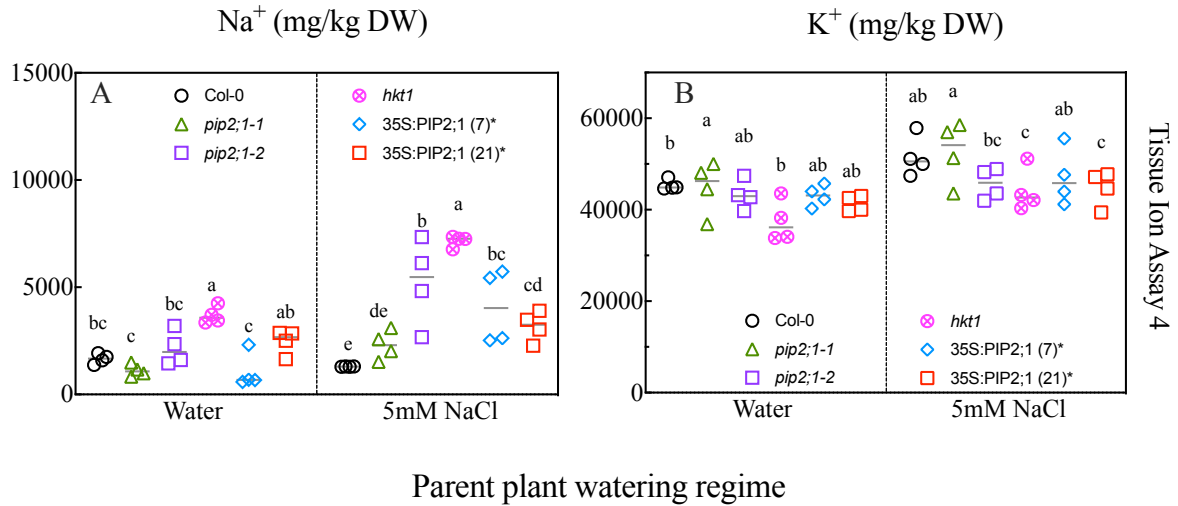 Na⁺ (mg/kg DW)
K⁺ (mg/kg DW)
A
15000
10000
5000
0
Col-0
pip2;1-1
pip2;1-2
hkt1
35S:PIP2;1 (7)*
35S:PIP2;1 (21)*
bc
c
bc
a
c
ab
e
de
b
a
bc
cd
Water
5mM NaCl
B
60000
40000
20000
0
b
a
ab
b
ab
ab
ab
a
bc
c
ab
c
Col-0
pip2;1-1
pip2;1-2
hkt1
35S:PIP2;1 (7)*
35S:PIP2;1 (21)*
Water
5mM NaCl
Tissue Ion Assay 4
Parent plant watering regime